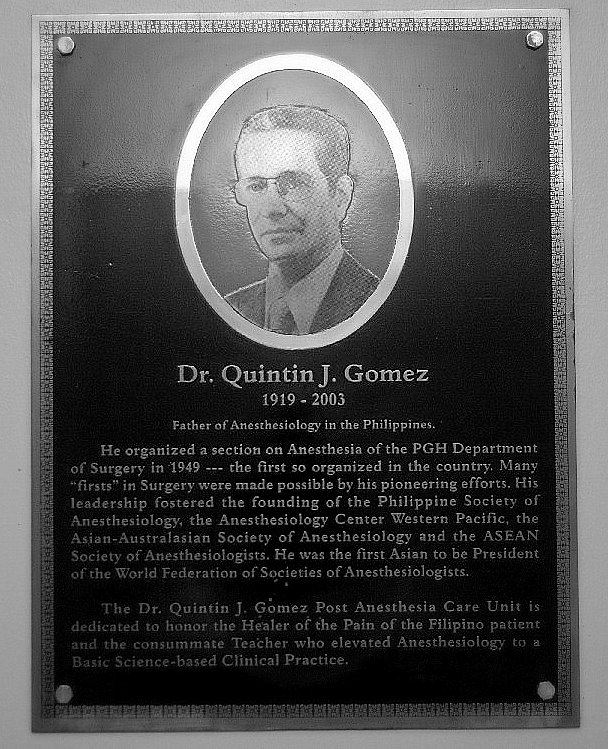 Dr. Quintin J. Gomez
1919 - 2003
Father of Anesthesiology in the Philippines.
He organized a section on Anesthesia of the PGH Department
of Surgery in 1949 --- the first so organized in the country. Many
"firsts" in Surgery were made possible by his pioneering efforts. His
leadership fostered the founding of the Philippine Society of
Anesthesiology, the Anesthesiology Center Western Pacific, the
Asian-Australasian Society of Anesthesiology and the ASEAN
Society of Anesthesiologists. He was the first Asian to be President
of the World Federation of Societies of Anesthesiologists.
The Dr. Quintin J. Gomez Post Anesthesia Care Unit is
dedicated to honor the Healer of the Pain of the Filipino patient
and the consummate Teacher who elevated Anesthesiology to a
Basic Science-based Clinical Practice.